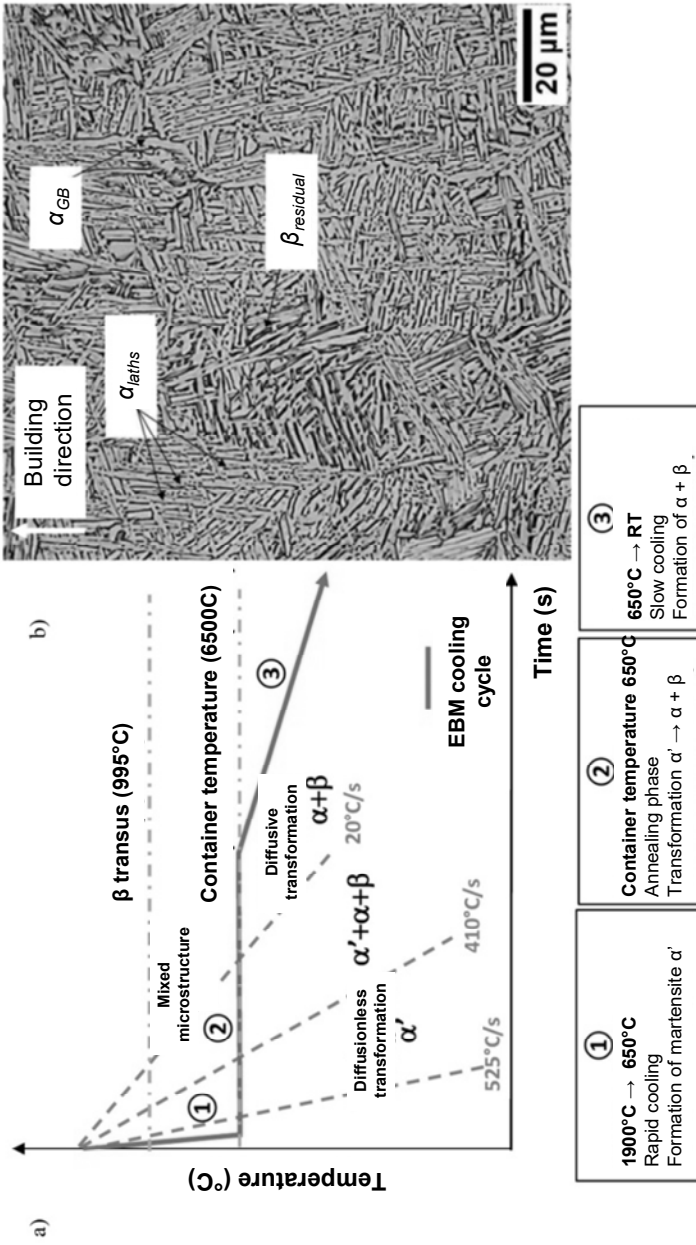 a)
Temperature (°C)
β transus (995°C)
Mixed
microstructure
Container temperature (6500C)
①
②
③
Diffusive
transformation
α+β
α'+α+β
Diffusionless
transformation
α'
20°C/s
410°C/s
525°C/s
EBM cooling
cycle
Time (s)
①
1900°C → 650°C
Rapid cooling
Formation of martensite α'
②
Container temperature 650°C
Annealing phase
Transformation α' → α + β
③
650°C → RT
Slow cooling
Formation of α + β
b)
Building
direction
αlaths
αGB
βresidual
20 µm